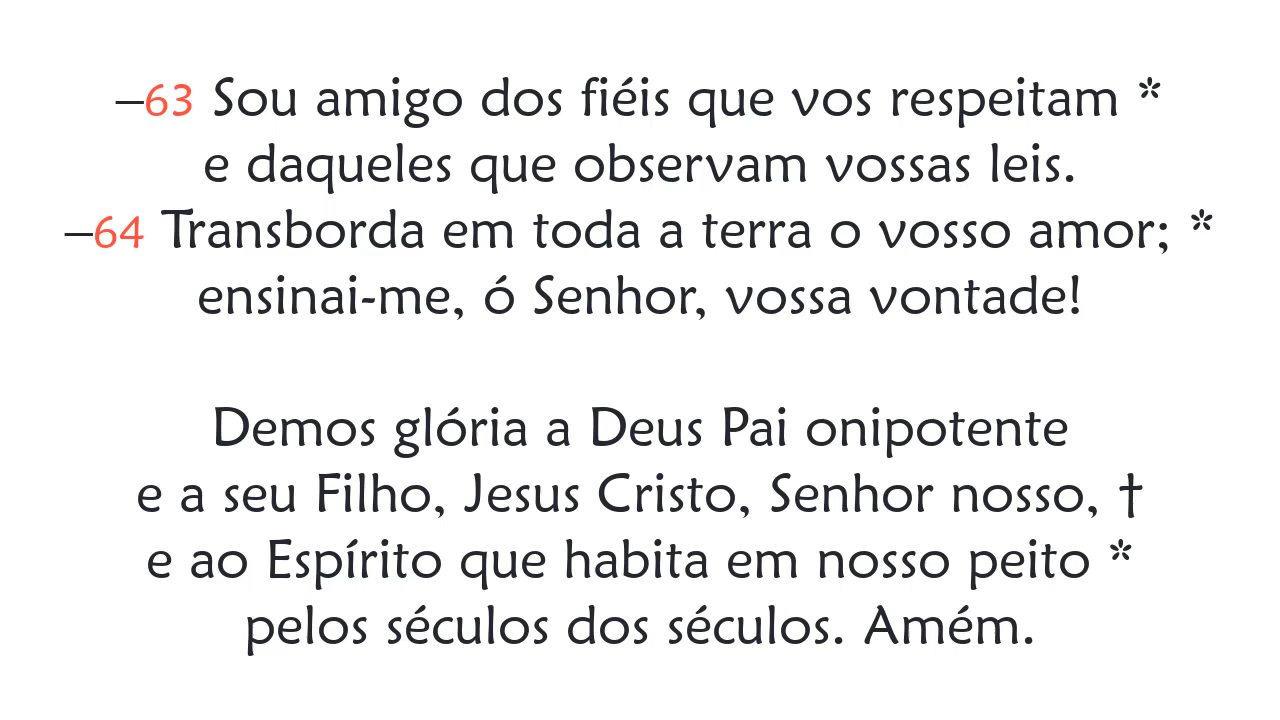 –63 Sou amigo dos fiéis que vos respeitam *
e daqueles que observam vossas leis.
–64 Transborda em toda a terra o vosso amor; *
ensinai-me, ó Senhor, vossa vontade!
Demos glória a Deus Pai onipotente
e a seu Filho, Jesus Cristo, Senhor nosso, †
e ao Espírito que habita em nosso peito *
pelos séculos dos séculos. Amém.